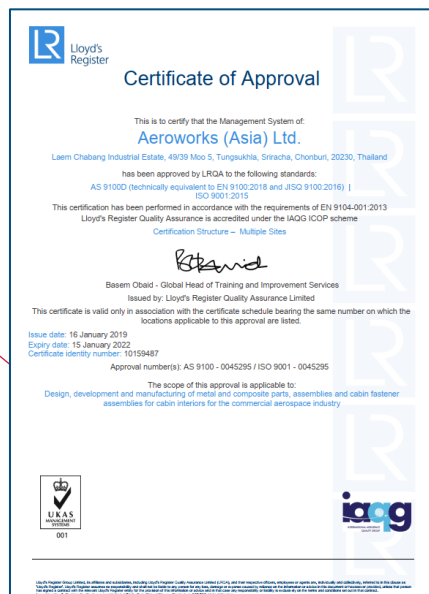 LR
Lloyd's
Register
Certificate of Approval
This is to certify that the Management System of:
Aeroworks (Asia) Ltd.
Laem Chabang Industrial Estate, 49/39 Moo 5, Tungsukhla, Sriracha, Chonburi, 20230, Thailand
has been approved by LRQA to the following standards:
AS 9100D (technically equivalent to EN 9100:2018 and JISQ 9100:2016) |
ISO 9001:2015
This certification has been performed in accordance with the requirements of EN 9104-001:2013
Lloyd's Register Quality Assurance is accredited under the IAQG ICOP scheme
Certification Structure – Multiple Sites
Basem Obaid - Global Head of Training and Improvement Services
Issued by: Lloyd's Register Quality Assurance Limited
This certificate is valid only in association with the certificate schedule bearing the same number on which the
locations applicable to this approval are listed.
Issue date: 16 January 2019
Expiry date: 15 January 2022
Certificate identity number: 10159487
Approval number(s): AS 9100 - 0045295 / ISO 9001 - 0045295
The scope of this approval is applicable to:
Design, development and manufacturing of metal and composite parts, assemblies and cabin fastener
assemblies for cabin interiors for the commercial aerospace industry
UKAS
MANAGEMENT
SYSTEMS
001
iaqg